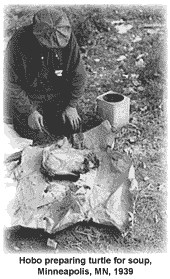 Hobo preparing turtle for soup,
Minneapolis, MN, 1939